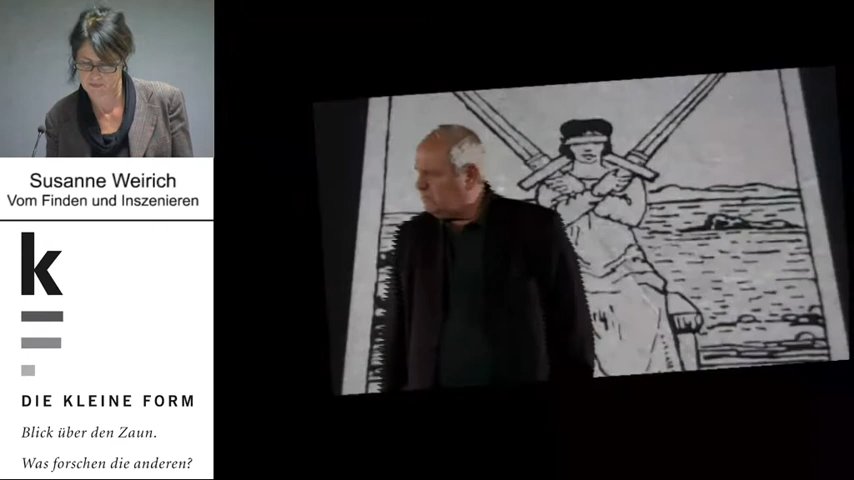 Susanne Weirich
Vom Finden und Inszenieren
k
DIE KLEINE FORM
Blick über den Zaun.
Was forschen die anderen?